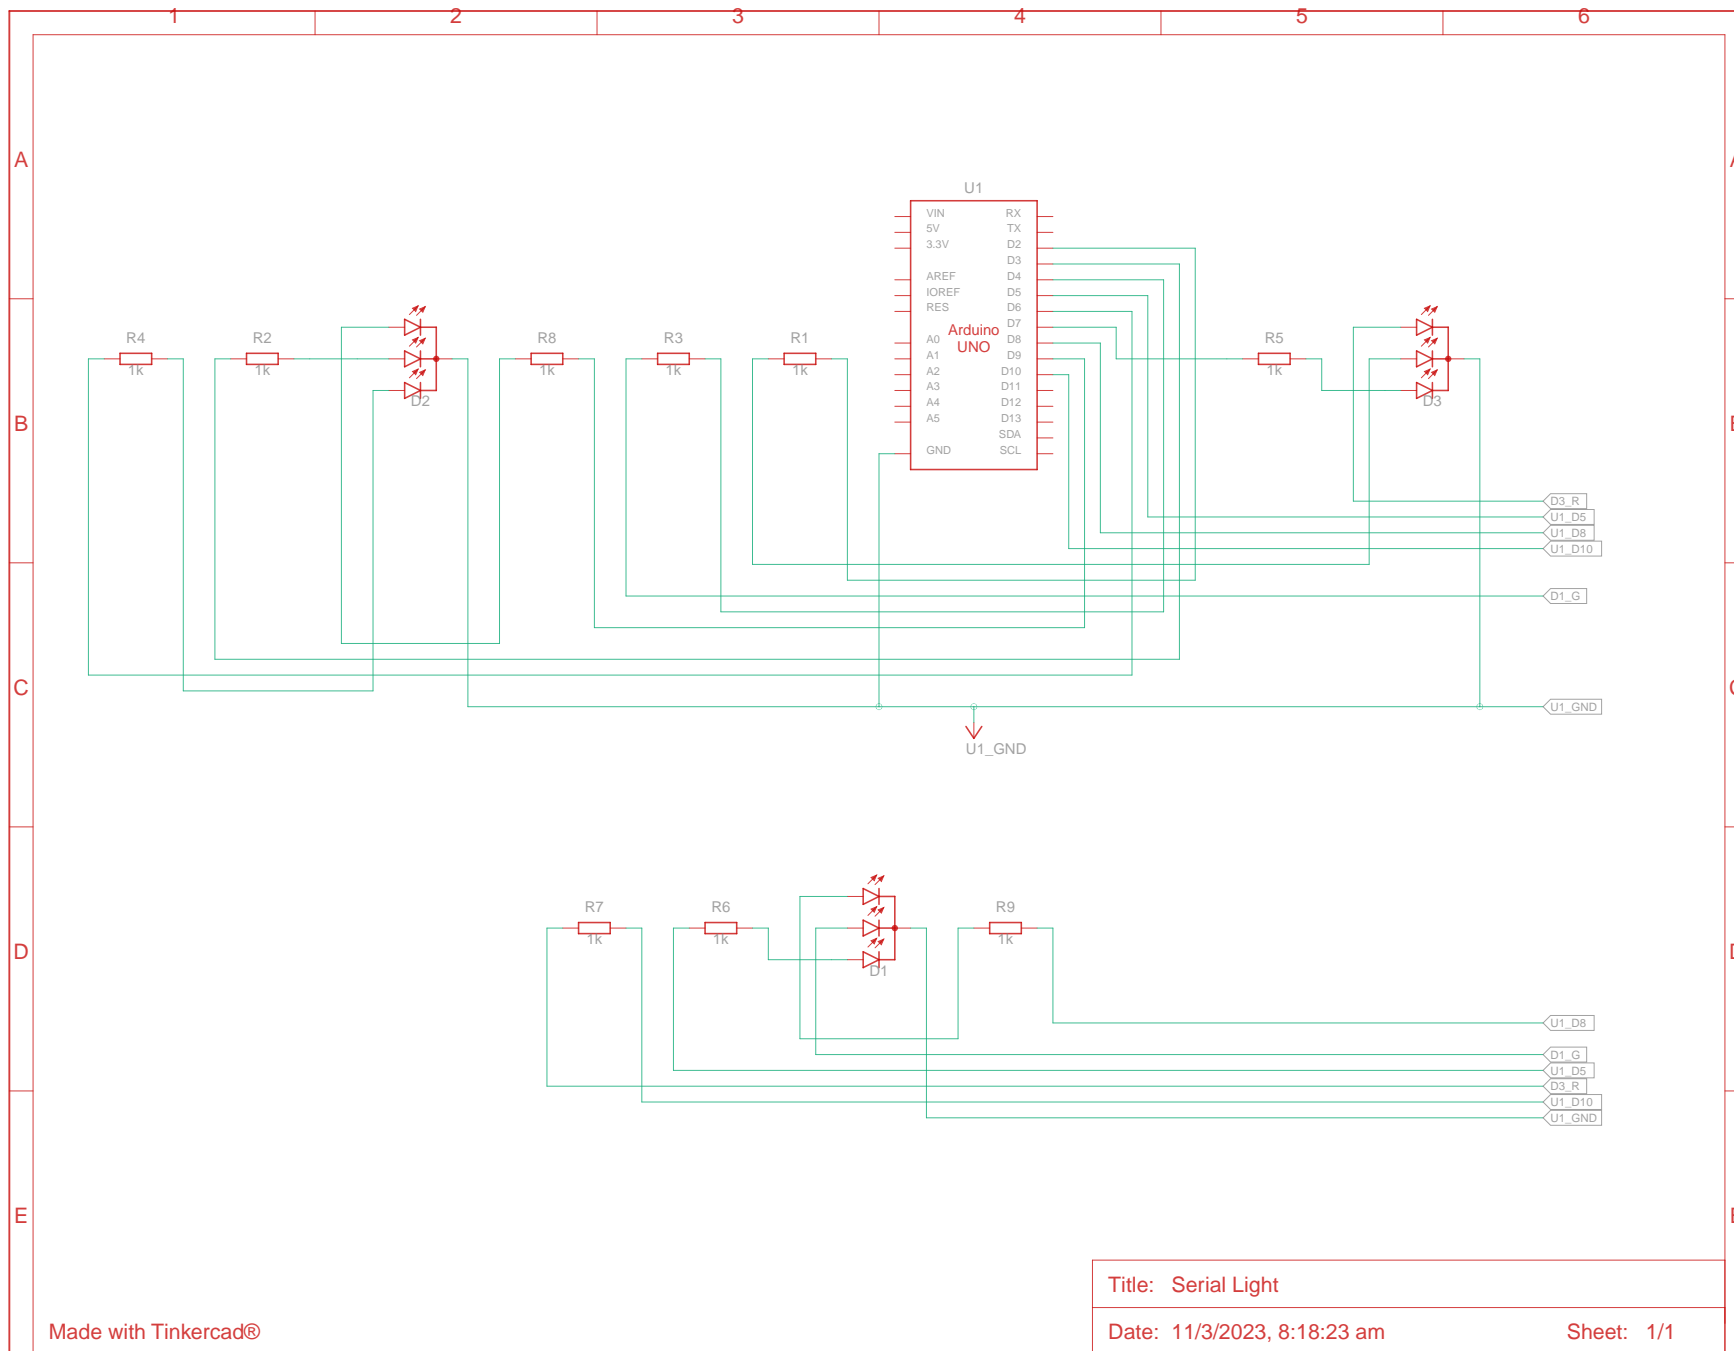 1 2 3 4 5 6
A
U1
VIN RX
5V TX
3.3V D2
D3
AREF D4
IOREF D5
RES D6
D7
Arduino
UNO
A0 D8
A1 D9
A2 D10
A3 D11
A4 D12
A5 D13
SDA
GND SCL
R4 R2 R8 R3 R1 R5
1k 1k 1k 1k 1k 1k
D2 D3
B
D3_R
U1_D5
U1_D8
U1_D10
D1_G
C
U1_GND
U1_GND
R7 R6 R9
1k 1k 1k
D
D1
U1_D8
D1_G
U1_D5
D3_R
U1_D10
U1_GND
E
Title: Serial Light
Made with Tinkercad®
Date: 11/3/2023, 8:18:23 am Sheet: 1/1